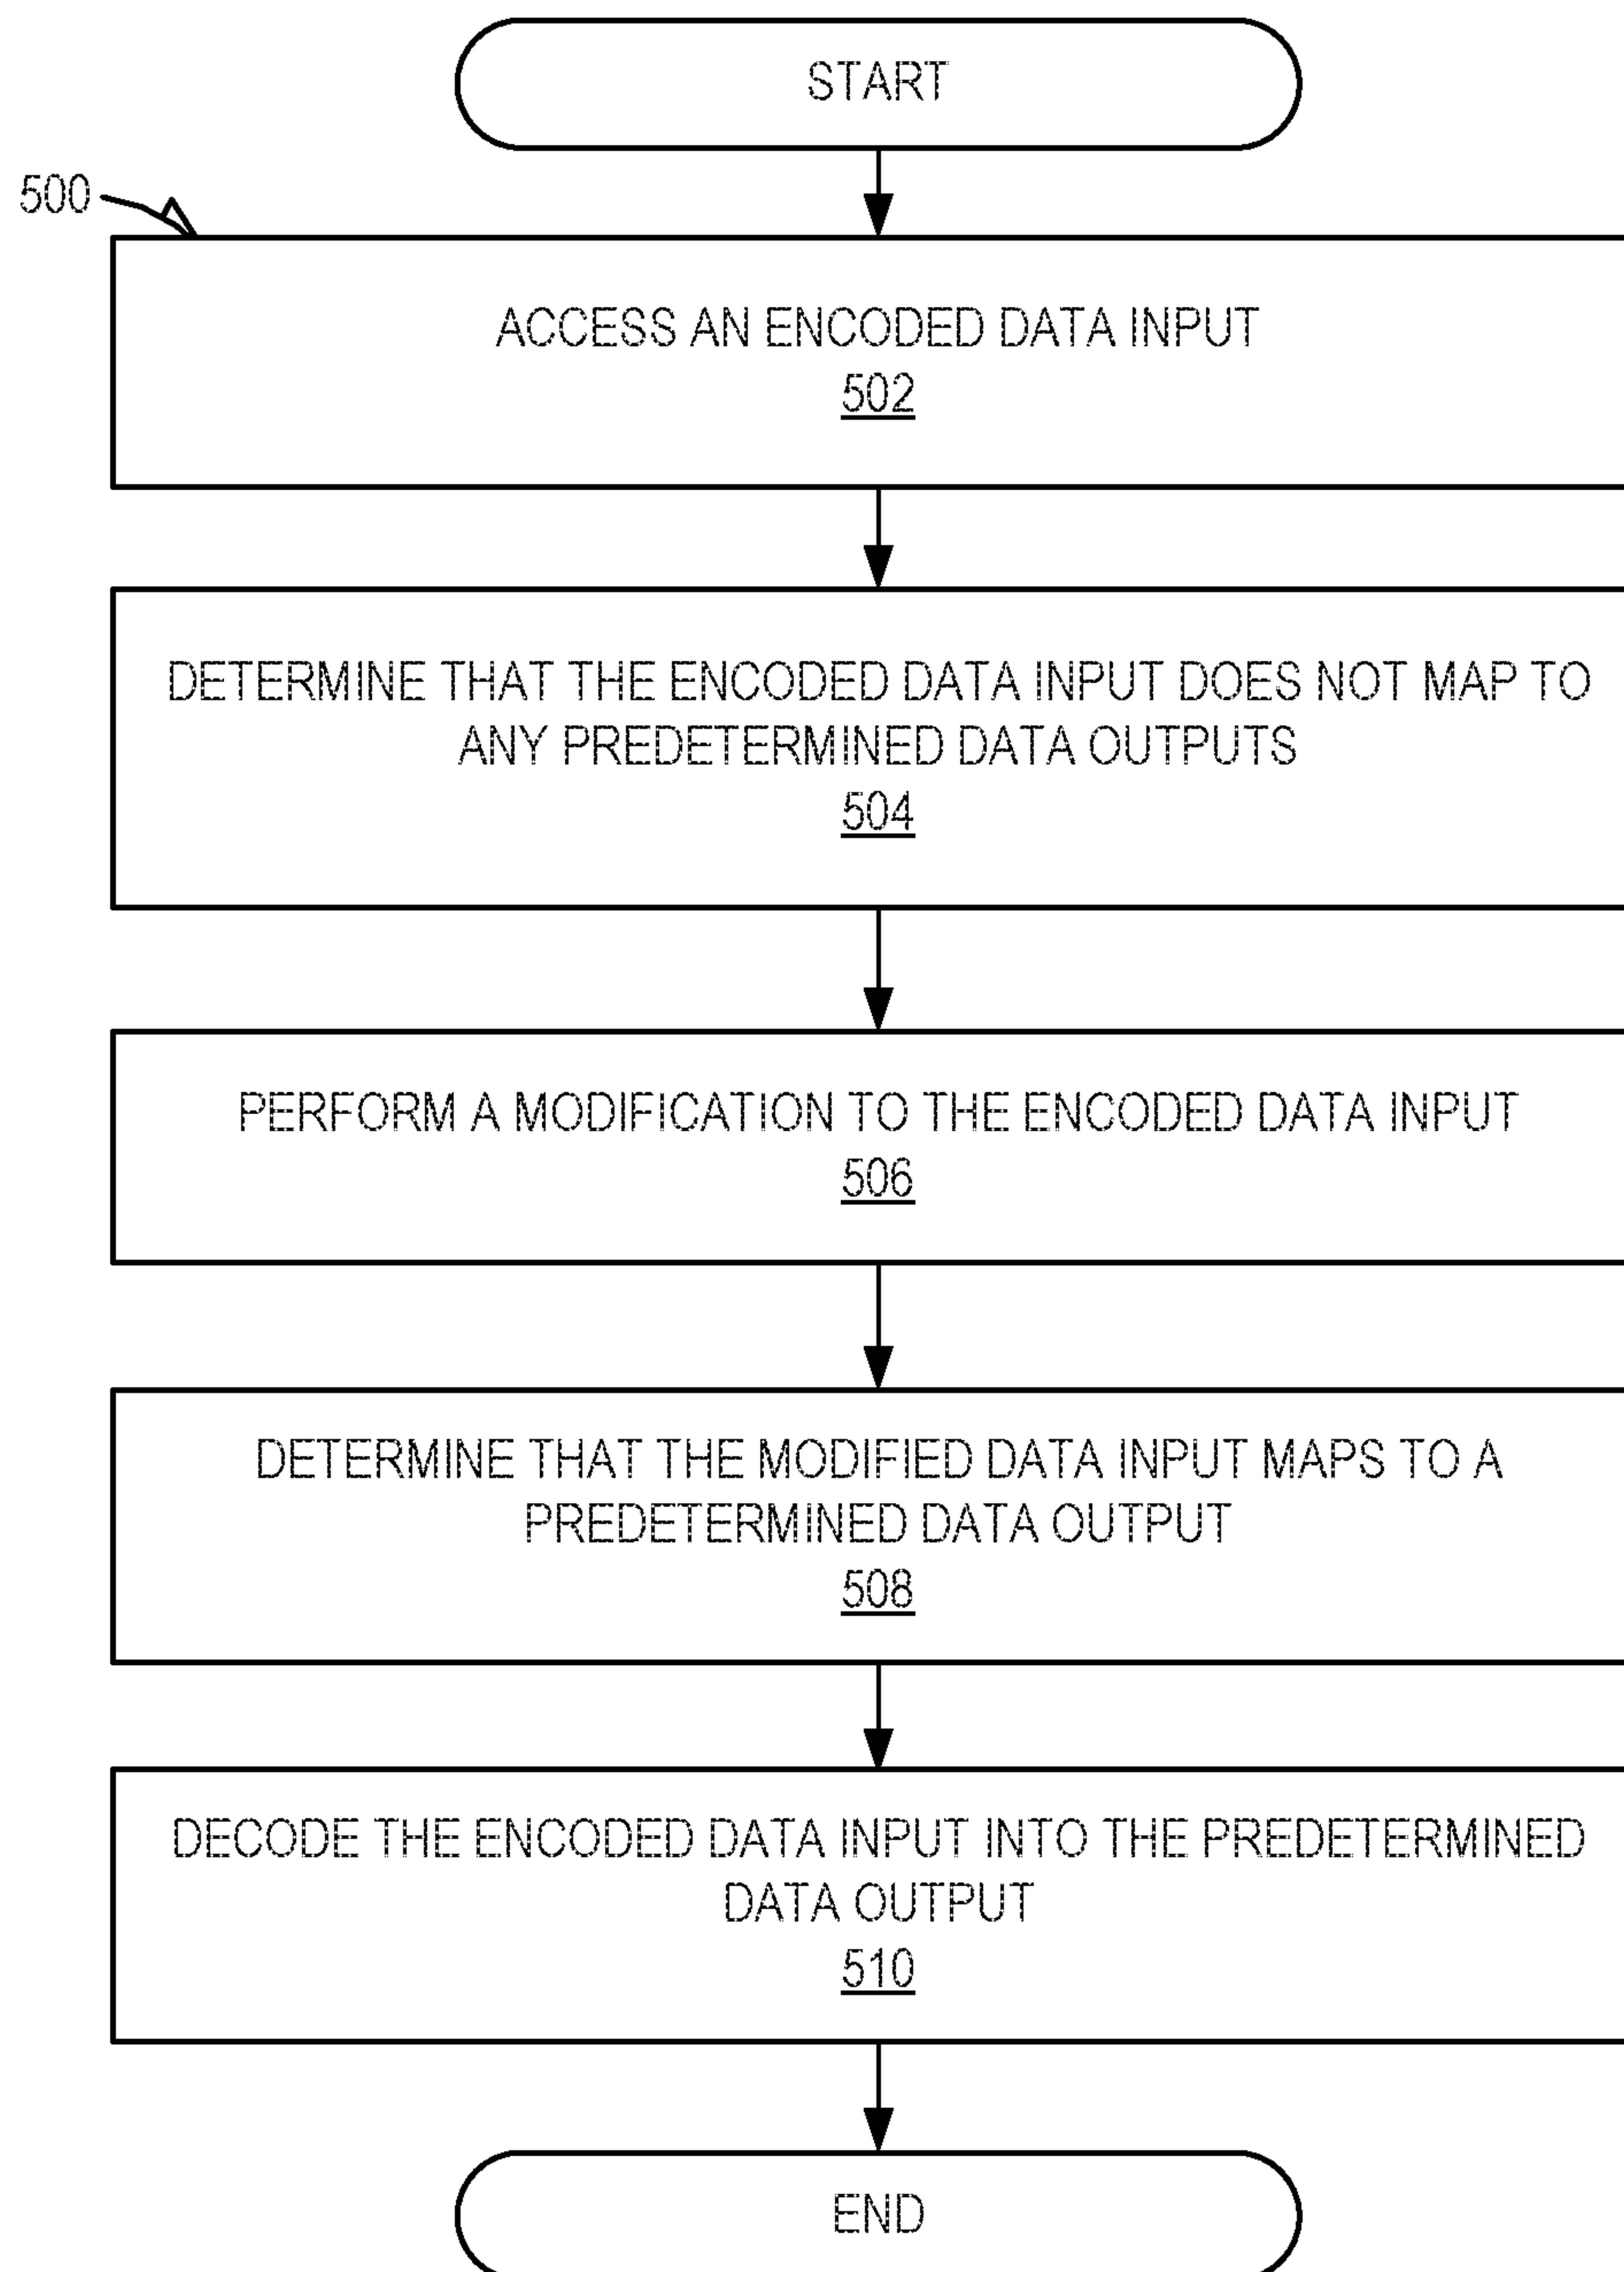 START
500
ACCESS AN ENCODED DATA INPUT
502
DETERMINE THAT THE ENCODED DATA INPUT DOES NOT MAP TO
ANY PREDETERMINED DATA OUTPUTS
504
PERFORM A MODIFICATION TO THE ENCODED DATA INPUT
506
DETERMINE THAT THE MODIFIED DATA INPUT MAPS TO A
PREDETERMINED DATA OUTPUT
508
DECODE THE ENCODED DATA INPUT INTO THE PREDETERMINED
DATA OUTPUT
510
END